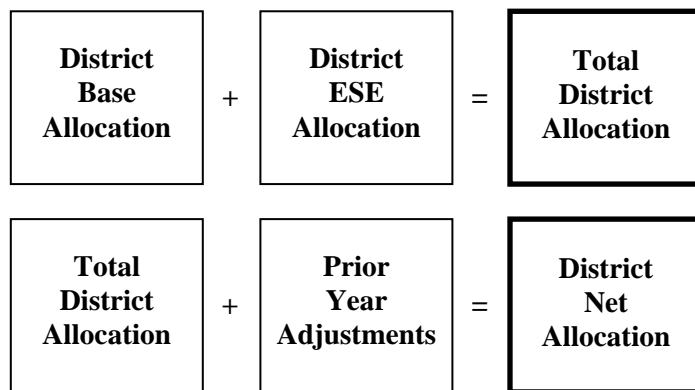 District
Base
Allocation
+
District
ESE
Allocation
=
Total
District
Allocation
Total
District
Allocation
+
Prior
Year
Adjustments
=
District
Net
Allocation